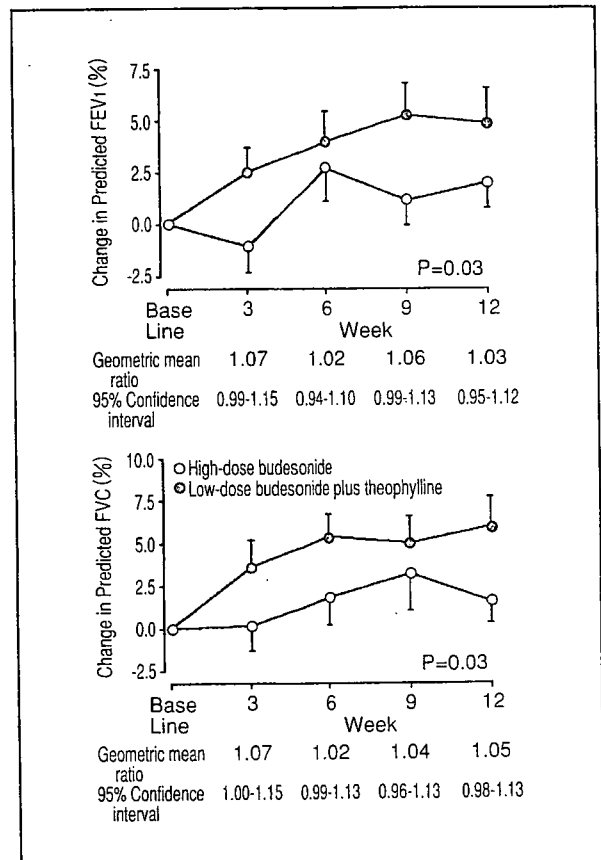 Change in Predicted FEV1 (%)
7.5
5.0
2.5
0.0
-2.5
P=0.03
Base Line 3 6 9 12
Week
Geometric mean ratio 1.07 1.02 1.06 1.03
95% Confidence interval 0.99-1.15 0.94-1.10 0.99-1.13 0.95-1.12
Change in Predicted FVC (%)
10.0
7.5
5.0
2.5
0.0
-2.5
High-dose budesonide
Low-dose budesonide plus theophylline
P=0.03
Base Line 3 6 9 12
Week
Geometric mean ratio 1.07 1.02 1.04 1.05
95% Confidence interval 1.00-1.15 0.99-1.13 0.96-1.13 0.98-1.13